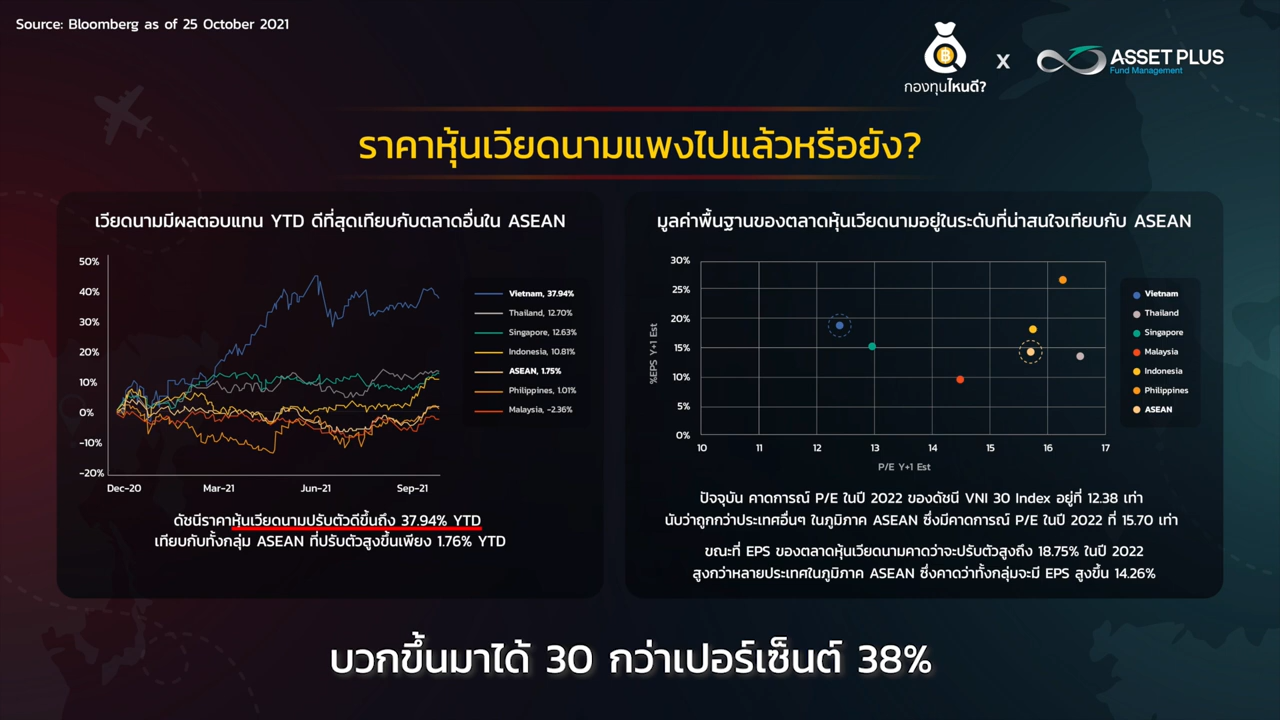 Source: Bloomberg as of 25 October 2021
กองทุนไหนดี?
X
ASSET PLUS
Fund Management
ราคาหุ้นเวียดนามแพงไปแล้วหรือยัง?
เวียดนามมีผลตอบแทน YTD ดีที่สุดเทียบกับตลาดอื่นใน ASEAN
50%
40%
30%
20%
10%
0%
-10%
-20%
Dec-20 Mar-21 Jun-21 Sep-21
Vietnam, 37.94%
Thailand, 12.70%
Singapore, 12.63%
Indonesia, 10.81%
ASEAN, 1.75%
Philippines, 1.01%
Malaysia, -2.36%
ดัชนีราคาหุ้นเวียดนามปรับตัวดีขึ้นถึง 37.94% YTD
เทียบกับทั้งกลุ่ม ASEAN ที่ปรับตัวสูงขึ้นเพียง 1.76% YTD
มูลค่าพื้นฐานของตลาดหุ้นเวียดนามอยู่ในระดับที่น่าสนใจเทียบกับ ASEAN
%EPS Y+1 Est
30%
25%
20%
15%
10%
5%
0%
10 11 12 13 14 15 16 17
P/E Y+1 Est
Vietnam
Thailand
Singapore
Malaysia
Indonesia
Philippines
ASEAN
ปัจจุบัน คาดการณ์ P/E ในปี 2022 ของดัชนี VNI 30 Index อยู่ที่ 12.38 เท่า
นับว่าถูกกว่าประเทศอื่นๆ ในภูมิภาค ASEAN ซึ่งมีคาดการณ์ P/E ในปี 2022 ที่ 15.70 เท่า
ขณะที่ EPS ของตลาดหุ้นเวียดนามคาดว่าจะปรับตัวสูงถึง 18.75% ในปี 2022
สูงกว่าหลายประเทศในภูมิภาค ASEAN ซึ่งคาดว่าทั้งกลุ่มจะมี EPS สูงขึ้น 14.26%
บวกขึ้นมาได้ 30 กว่าเปอร์เซ็นต์ 38%